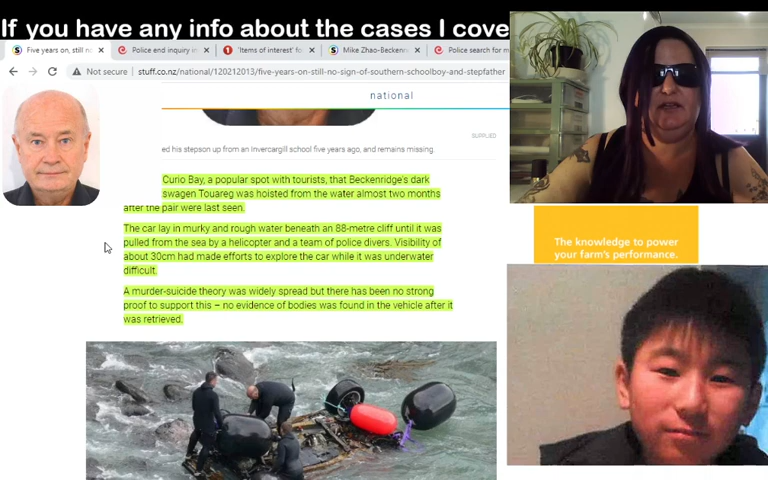 If you have any info about the cases I cove
Five years on, still no
Police end inquiry in
'Items of interest' fo
Mike Zhao-Beckenr
Police search for m
Not secure
stuff.co.nz/national/120212013/five-years-on-still-no-sign-of-southern-schoolboy-and-stepfather
national
SUPPLIED
ed his stepson up from an Invercargill school five years ago, and remains missing.
Curio Bay, a popular spot with tourists, that Beckenridge's dark
swagen Touareg was hoisted from the water almost two months
after the pair were last seen.
The car lay in murky and rough water beneath an 88-metre cliff until it was
pulled from the sea by a helicopter and a team of police divers. Visibility of
about 30cm had made efforts to explore the car while it was underwater
difficult.
A murder-suicide theory was widely spread but there has been no strong
proof to support this – no evidence of bodies was found in the vehicle after it
was retrieved.
The knowledge to power
your farm's performance.